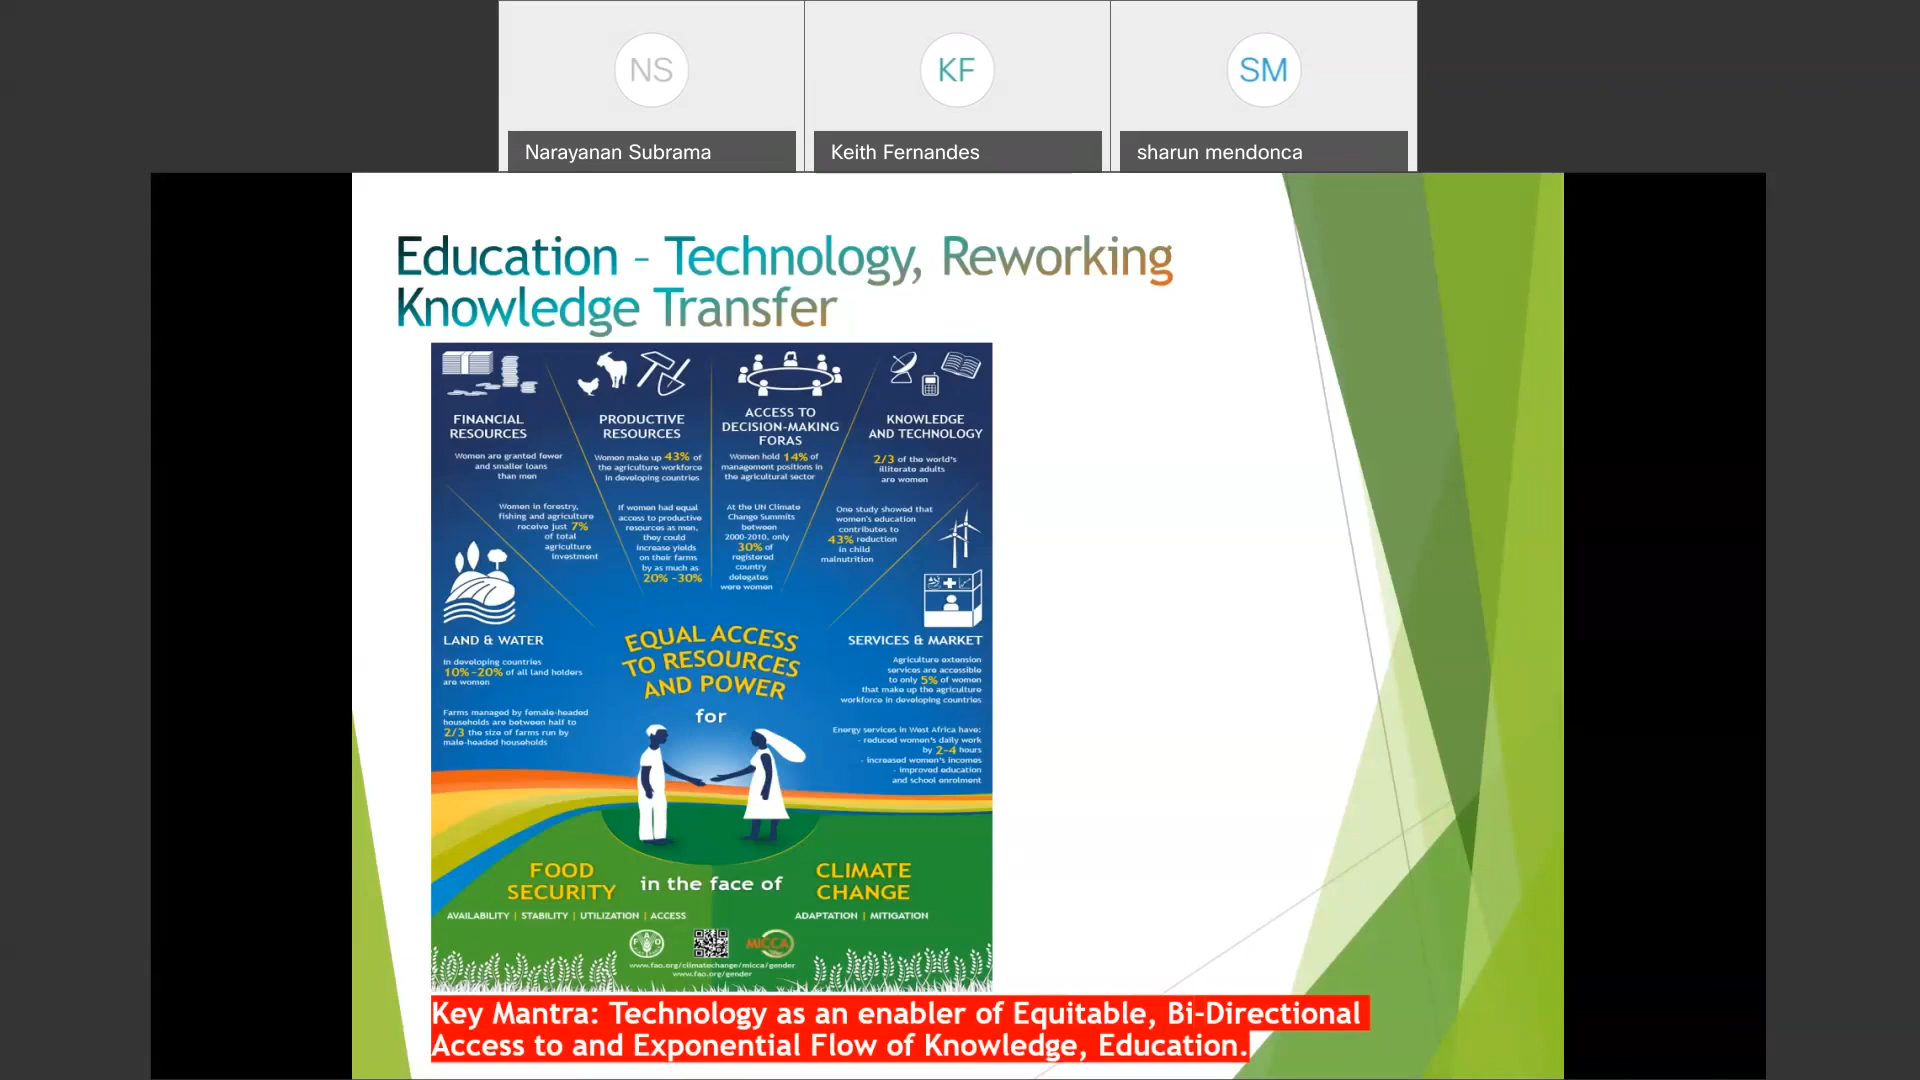 NS
KF
SM
Narayanan Subrama
Keith Fernandes
sharun mendonca
Education - Technology, Reworking
Knowledge Transfer
FINANCIAL
RESOURCES
Women are granted fewer
and smaller loans
than men
Women in forestry,
fishing and agriculture
receive just 7%
of total
agriculture
investment
PRODUCTIVE
RESOURCES
Women make up 43% of
the agriculture workforce
in developing countries
If women had equal
access to productive
resources as men,
they could
increase yields
on their farms
by as much as
20% -30%
ACCESS TO
DECISION-MAKING
FORAS
Women hold 14% of
management positions in
the agricultural sector
At the UN Climate
Change Summits
between
2000-2010, only
30% of
registered
country
delegates
were women
KNOWLEDGE
AND TECHNOLOGY
2/3 of the world's
illiterate adults
are women
One study showed that
women's education
contributes to
43% reduction
in child
malnutrition
LAND & WATER
In developing countries
10%-20% of all land holders
are women
Farms managed by female-headed
households are between half to
2/3 the size of farms run by
male-headed households
SERVICES & MARKET
Agriculture extension
services are accessible
to only 5% of women
that make up the agriculture
workforce in developing countries
Energy services in West Africa have:
- reduced women's daily work
by 2-4 hours
- increased women's incomes
- improved education
and school enrolment
EQUAL ACCESS
TO RESOURCES
AND POWER
for
FOOD
SECURITY
in the face of
CLIMATE
CHANGE
AVAILABILITY | STABILITY | UTILIZATION | ACCESS
ADAPTATION | MITIGATION
FAO
MICCA
www.fao.org/climatechange/micca/gender
www.fao.org/gender
Key Mantra: Technology as an enabler of Equitable, Bi-Directional
Access to and Exponential Flow of Knowledge, Education.